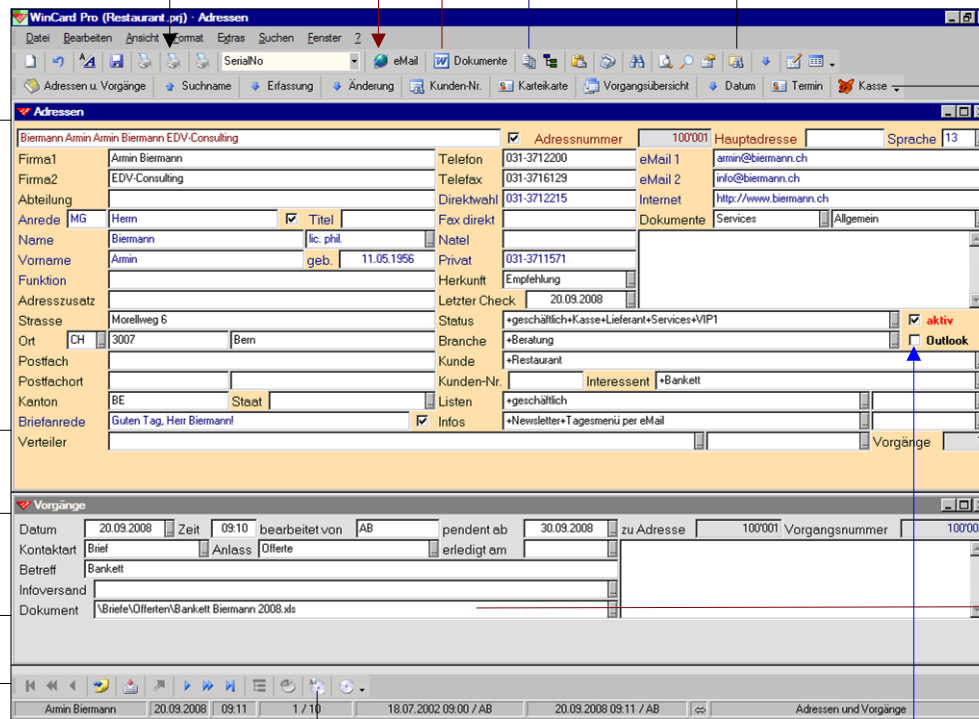 WinCard Pro (Restaurant.prj) - Adressen
Datei Bearbeiten Ansicht Format Extras Suchen Fenster ?
SerialNo eMail Dokumente
Adressen u. Vorgänge Suchname Erfassung Änderung Kunden-Nr. Karteikarte Vorgangsübersicht Datum Termin Kasse
Adressen
Biermann Armin Armin Biermann EDV-Consulting Adressnummer 100'001 Hauptadresse Sprache 13
Firma1 Armin Biermann Telefon 031-3712200 eMail 1 armin@biermann.ch
Firma2 EDV-Consulting Telefax 031-3716129 eMail 2 info@biermann.ch
Abteilung Direktwahl 031-3712215 Internet http://www.biermann.ch
Anrede MG Herrn Titel Fax direkt Dokumente Services Allgemein
Name Biermann lic. phil. Natel
Vorname Armin geb. 11.05.1956 Privat 031-3711571
Funktion Herkunft Empfehlung
Adresszusatz Letzter Check 20.09.2008
Strasse Morellweg 6 Status +geschäftlich+Kasse+Lieferant+Services+VIP1 aktiv
Ort CH 3007 Bern Branche +Beratung Outlook
Postfach Kunde +Restaurant
Postfachort Kunden-Nr. Interessent +Bankett
Kanton BE Staat Listen +geschäftlich
Briefanrede Guten Tag, Herr Biermann! Infos +Newsletter+Tagesmenü per eMail
Verteiler Vorgänge
Vorgänge
Datum 20.09.2008 Zeit 09:10 bearbeitet von AB pendent ab 30.09.2008 zu Adresse 100'001 Vorgangsnummer 100'00
Kontaktart Brief Anlass Offerte erledigt am
Betreff Bankett
Infoversand
Dokument \Briefe\Offerten\Bankett Biermann 2008.xls
Armin Biermann 20.09.2008 09:11 1 / 10 18.07.2002 09:00 / AB 20.09.2008 09:11 / AB Adressen und Vorgänge